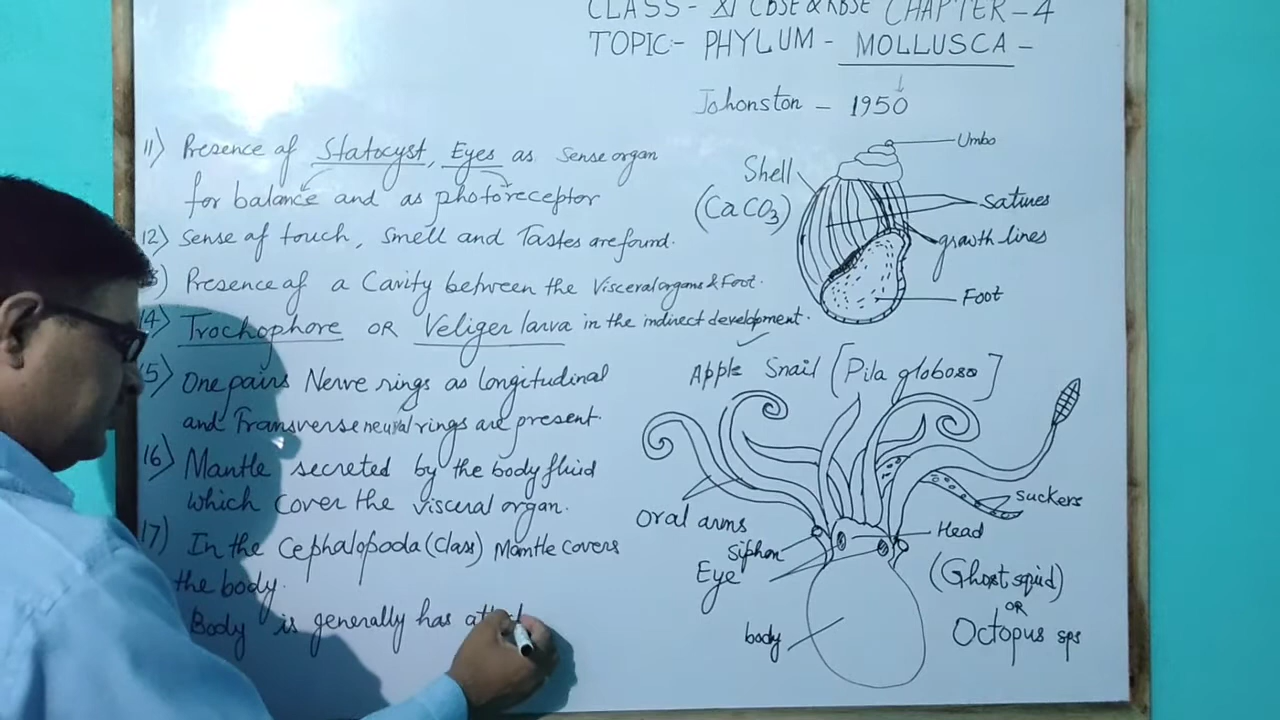 CLASS - XI CBSE & RBSE CHAPTER - 4
TOPIC:- PHYLUM - MOLLUSCA -
Johonston - 1950
11) Presence of Statocyst, Eyes as Sense organ
for balance and as photoreceptor
12) Sense of touch, Smell and Tastes are found.
3) Presence of a Cavity between the Visceral organs & Foot.
14) Trochophore OR Veliger larva in the indirect development.
15) One pairs Nerve rings as longitudinal
and Transverse neural rings are present.
16) Mantle secreted by the body fluid
which cover the visceral organ.
17) In the Cephalopoda (Class) Mantle covers
the body.
Body is generally has
Umbo
Shell
(CaCO3)
Satures
growth lines
Foot
Apple Snail [Pila globosa]
Oral arms
suckers
Siphon
Head
Eye
(Ghost squid)
OR
Octopus sps
body